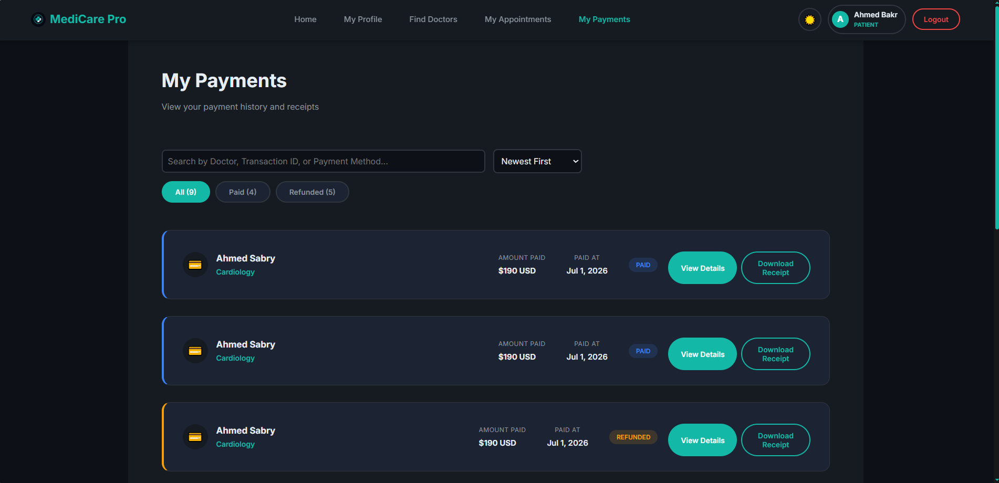 MediCare Pro
Home
My Profile
Find Doctors
My Appointments
My Payments
A
Ahmed Bakr
PATIENT
Logout
My Payments
View your payment history and receipts
Search by Doctor, Transaction ID, or Payment Method...
Newest First
All (9)
Paid (4)
Refunded (5)
Ahmed Sabry
Cardiology
AMOUNT PAID
$190 USD
PAID AT
Jul 1, 2026
PAID
View Details
Download
Receipt
Ahmed Sabry
Cardiology
AMOUNT PAID
$190 USD
PAID AT
Jul 1, 2026
PAID
View Details
Download
Receipt
Ahmed Sabry
Cardiology
AMOUNT PAID
$190 USD
PAID AT
Jul 1, 2026
REFUNDED
View Details
Download
Receipt